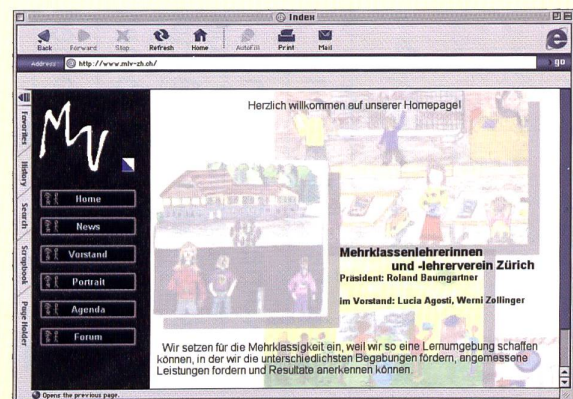 Index
Back Forward Stop Refresh Home AutoFill Print Mail
Address http://www.mlv-zh.ch/ go
Favorites
History
Search
Scrapbook
Page Holder
Home
News
Vorstand
Portrait
Agenda
Forum
Herzlich willkommen auf unserer Homepage!
Mehrklassenlehrerinnen
und -lehrerverein Zürich
Präsident: Roland Baumgartner
im Vorstand: Lucia Agosti, Werni Zollinger
Wir setzen für die Mehrklassigkeit ein, weil wir so eine Lernumgebung schaffen
können, in der wir die unterschiedlichsten Begabungen fördern, angemessene
Leistungen fordern und Resultate anerkennen können.
Opens the previous page.